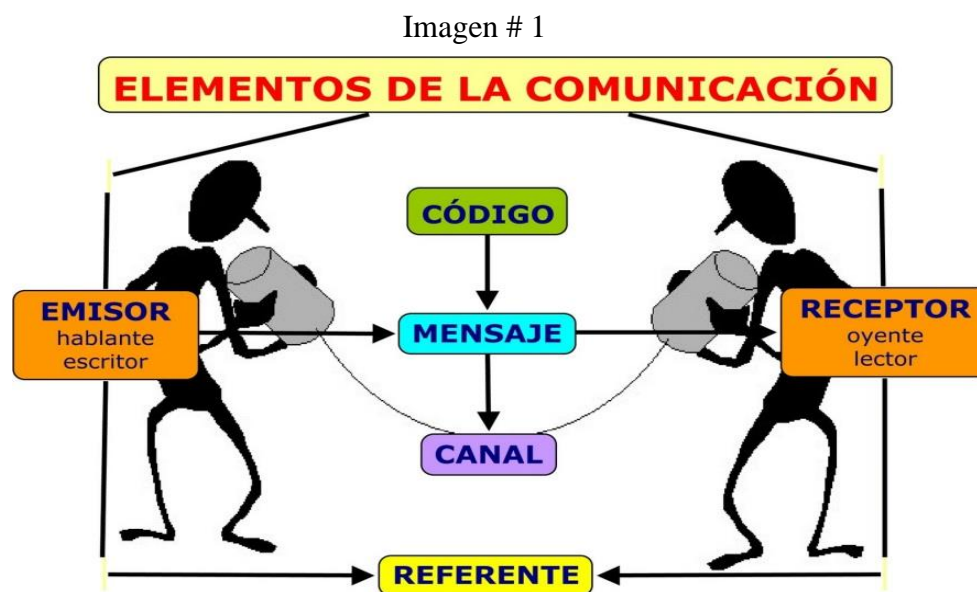 Imagen # 1
ELEMENTOS DE LA COMUNICACIÓN
CÓDIGO
EMISOR
hablante
escritor
MENSAJE
RECEPTOR
oyente
lector
CANAL
REFERENTE